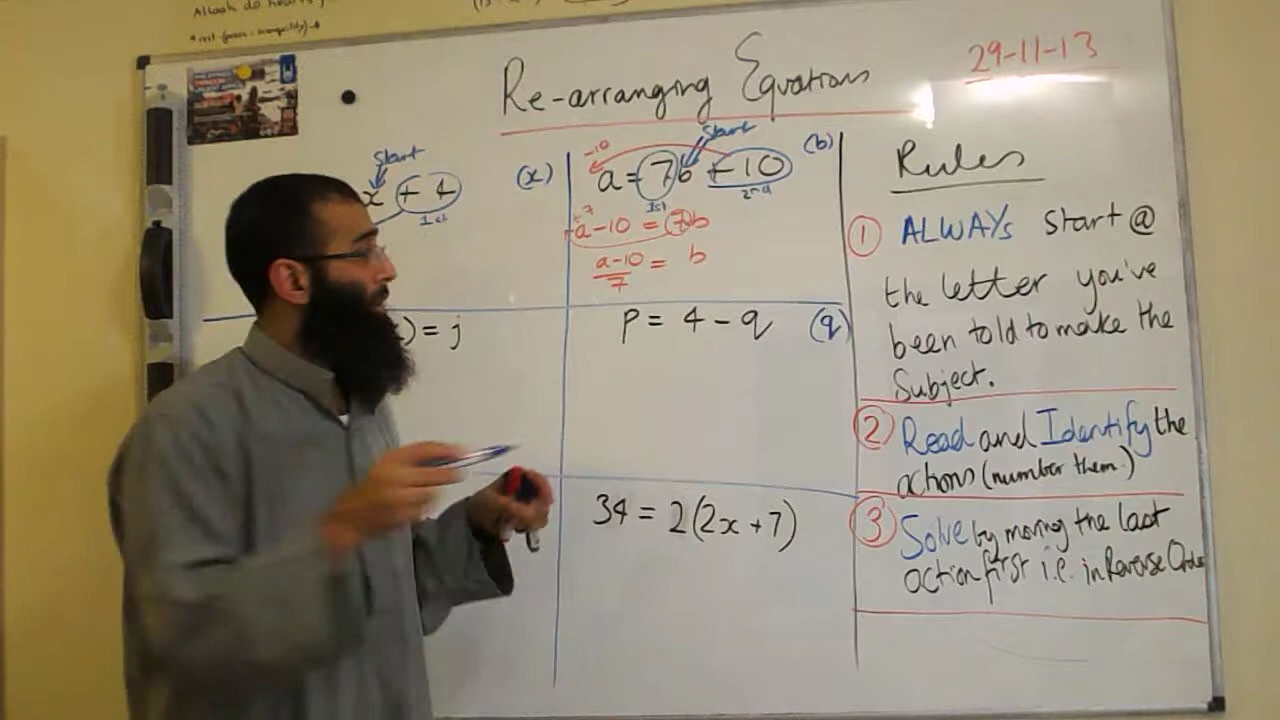 Allaah do
Re-arranging Equations
29-11-13
Start
x + 4
1st
(x)
Start
-10
a = 7b + 10
(b)
1st
2nd
÷7
a-10 = 7b
a-10 = b
7
) = j
p = 4 - q
(q)
34 = 2(2x + 7)
Rules
1 ALWAYS Start @
the letter you've
been told to make the
Subject.
2 Read and Identify the
actions (number them.)
3 Solve by moving the last
action first i.e. in Reverse Order